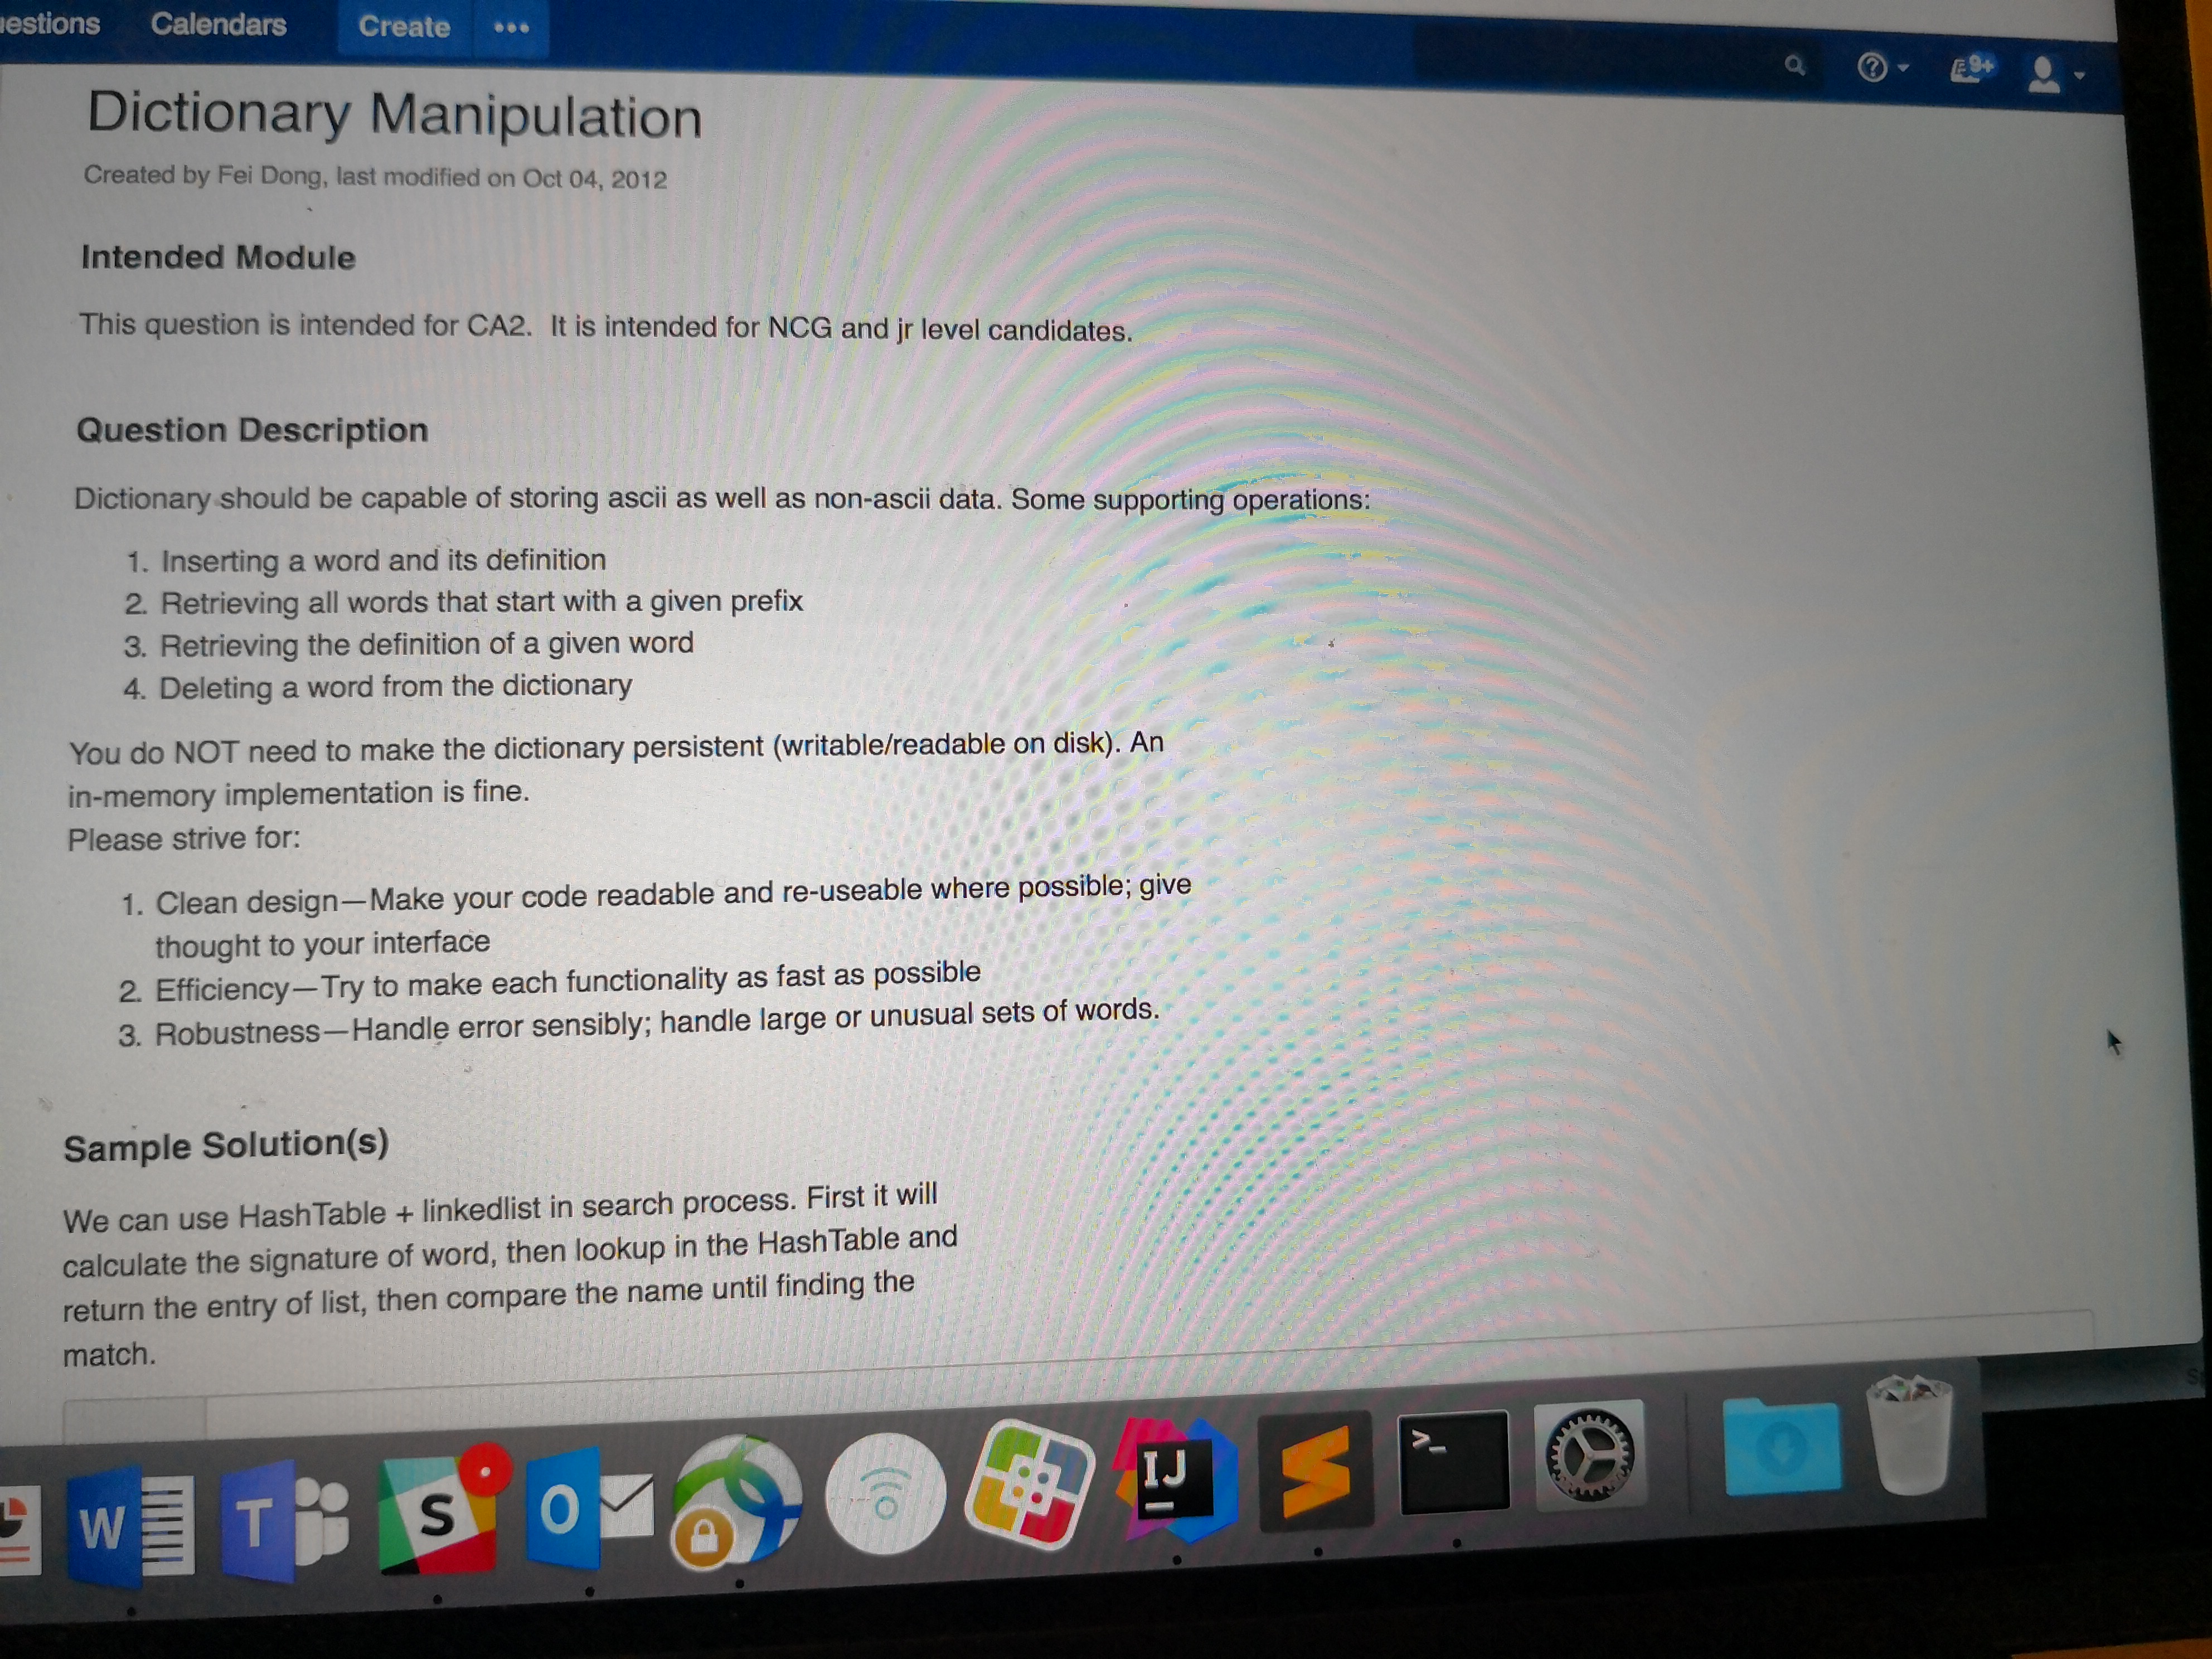 estions Calendars Create •••
9+
Dictionary Manipulation
Created by Fei Dong, last modified on Oct 04, 2012
Intended Module
This question is intended for CA2.  It is intended for NCG and jr level candidates.
Question Description
Dictionary should be capable of storing ascii as well as non-ascii data. Some supporting operations:
1. Inserting a word and its definition
2. Retrieving all words that start with a given prefix
3. Retrieving the definition of a given word
4. Deleting a word from the dictionary
You do NOT need to make the dictionary persistent (writable/readable on disk). An
in-memory implementation is fine.
Please strive for:
1. Clean design—Make your code readable and re-useable where possible; give
thought to your interface
2. Efficiency—Try to make each functionality as fast as possible
3. Robustness—Handle error sensibly; handle large or unusual sets of words.
Sample Solution(s)
We can use HashTable + linkedlist in search process. First it will
calculate the signature of word, then lookup in the HashTable and
return the entry of list, then compare the name until finding the
match.
W T S O IJ S >_